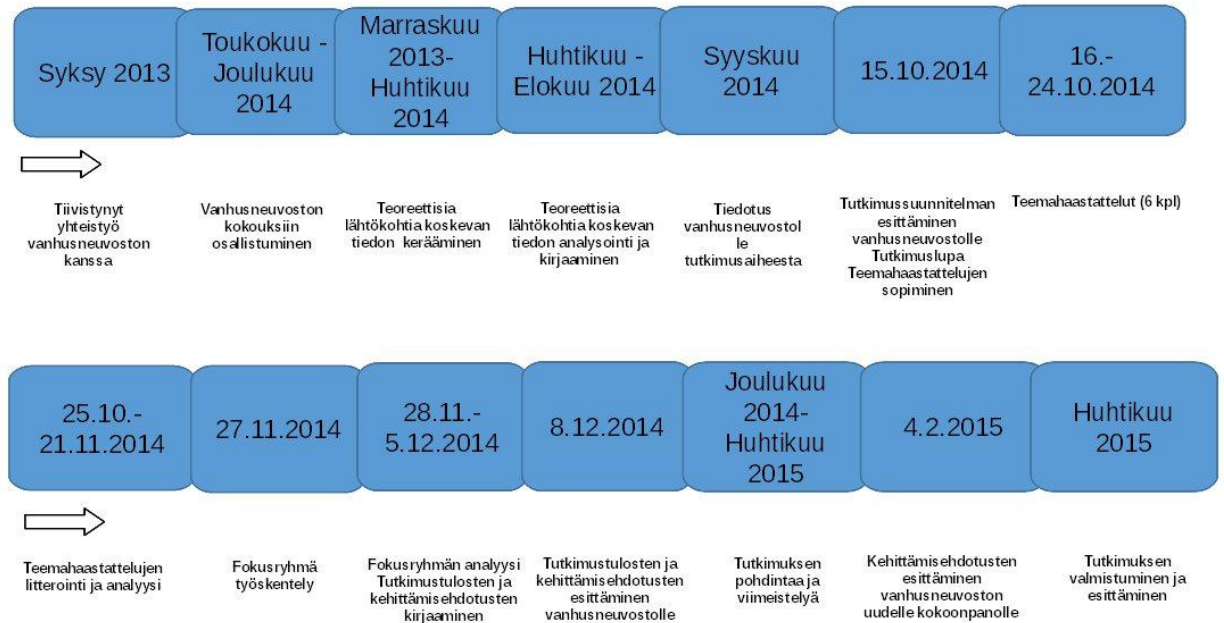 Syksy 2013
Toukokuu -
Joulukuu
2014
Marraskuu
2013-
Huhtikuu
2014
Huhtikuu -
Elokuu 2014
Syyskuu
2014
15.10.2014
16.-
24.10.2014
Tiivistynyt
yhteistyö
vanhusneuvoston
kanssa
Vanhusneuvoston
kokouksiin
osallistuminen
Teoreettisia
lähtökohtia koskevan
tiedon kerääminen
Teoreettisia
lähtökohtia koskevan
tiedon analysointi ja
kirjaaminen
Tiedotus
vanhusneuvostol
le
tutkimusaiheesta
Tutkimussuunnitelman
esittäminen
vanhusneuvostolle
Tutkimuslupa
Teemahaastattelujen
sopiminen
Teemahaastattelut (6 kpl)
25.10.-
21.11.2014
27.11.2014
28.11.-
5.12.2014
8.12.2014
Joulukuu
2014-
Huhtikuu
2015
4.2.2015
Huhtikuu
2015
Teemahaastattelujen
litterointi ja analyysi
Fokusryhmä
työskentely
Fokusryhmän analyysi
Tutkimustulosten ja
kehittämisehdotusten
kirjaaminen
Tutkimustulosten ja
kehittämisehdotusten
esittäminen
vanhusneuvostolle
Tutkimuksen
pohdintaa ja
viimeistelyä
Kehittämisehdotusten
esittäminen
vanhusneuvoston
uudelle kokoonpanolle
Tutkimuksen
valmistuminen ja
esittäminen